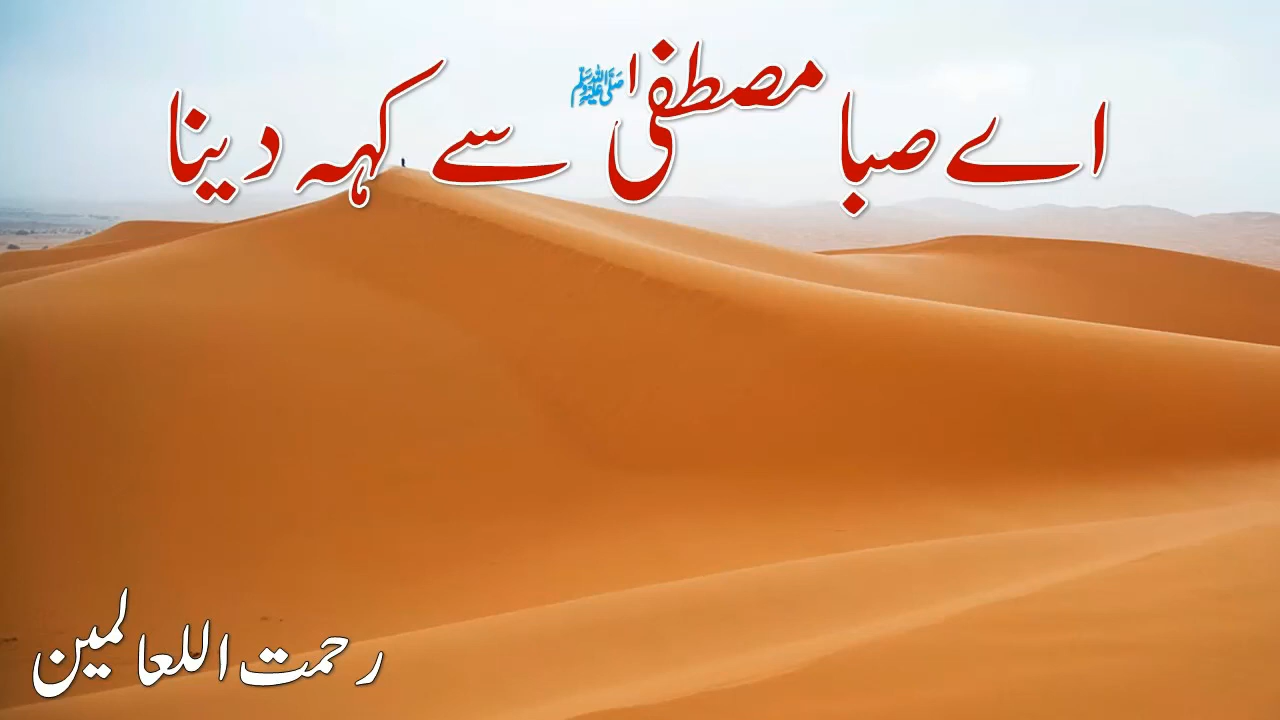 اے صبا مصطفیٰ ﷺ سے کہہ دینا
رحمت اللعالمین